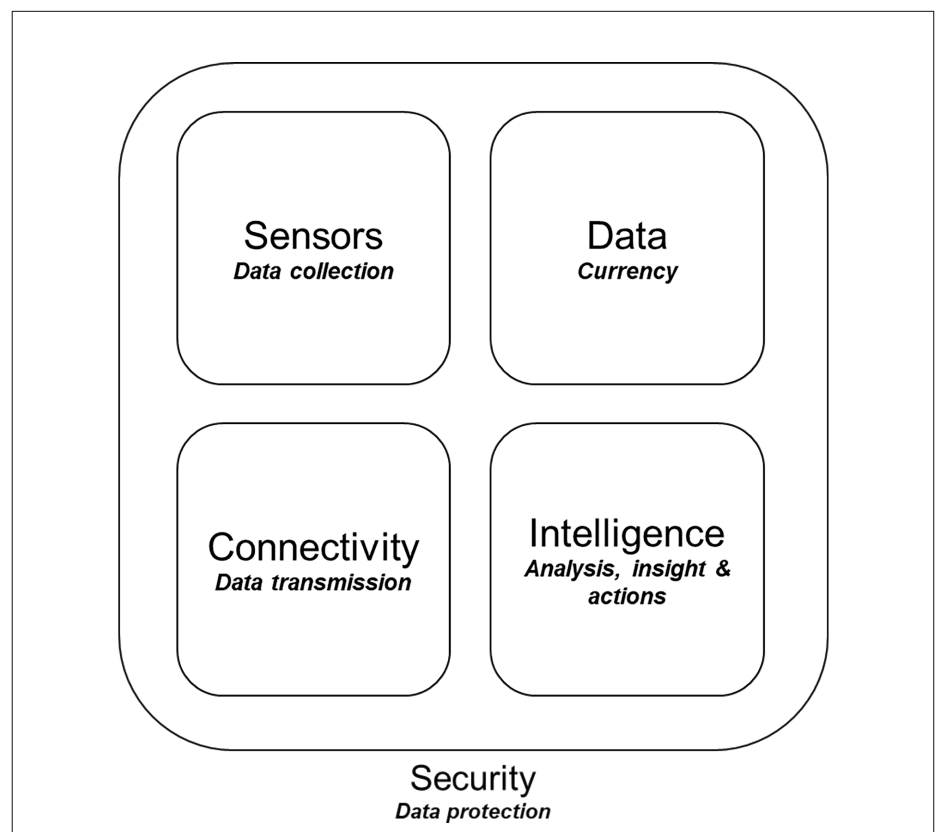 Sensors
Data collection
Data
Currency
Connectivity
Data transmission
Intelligence
Analysis, insight &
actions
Security
Data protection